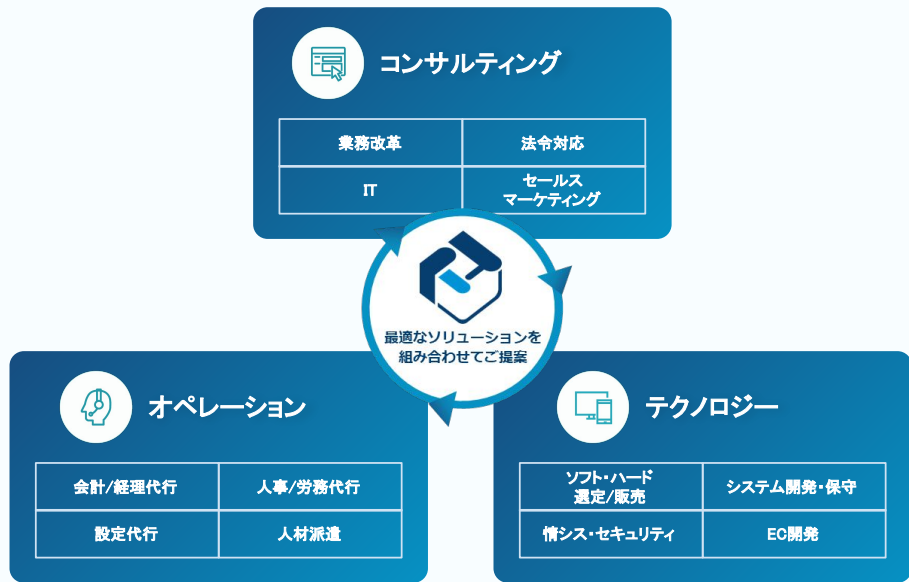 コンサルティング
業務改革
法令対応
IT
セールス
マーケティング
最適なソリューションを
組み合わせてご提案
オペレーション
会計/経理代行
人事/労務代行
設定代行
人材派遣
テクノロジー
ソフト・ハード
選定/販売
システム開発・保守
情シス・セキュリティ
EC開発